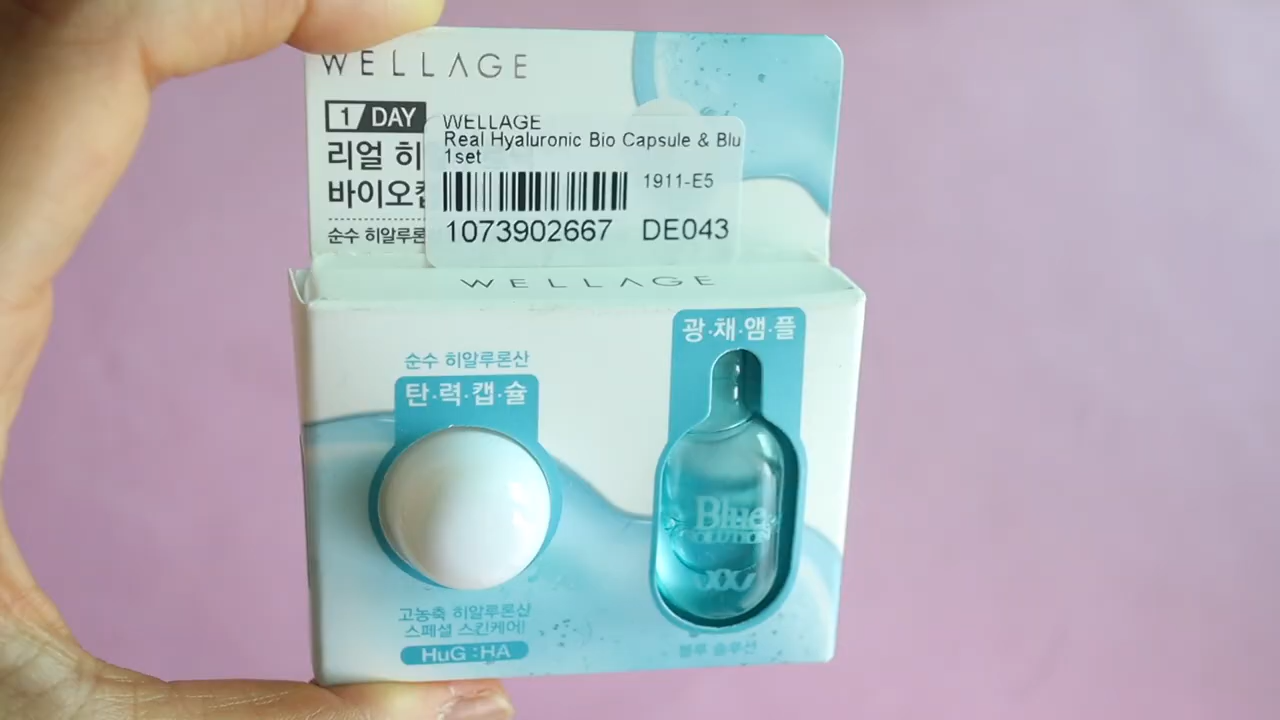 WELLAGE
1 DAY
리얼 히
바이오캡
순수 히알루론
WELLAGE
Real Hyaluronic Bio Capsule & Blu
1set
1911-E5
1073902667 DE043
WELLAGE
순수 히알루론산
탄·력·캡·슐
고농축 히알루론산
스페셜 스킨케어!
HuG:HA
광·채·앰·플
Blue
SOLUTION
블루 솔루션